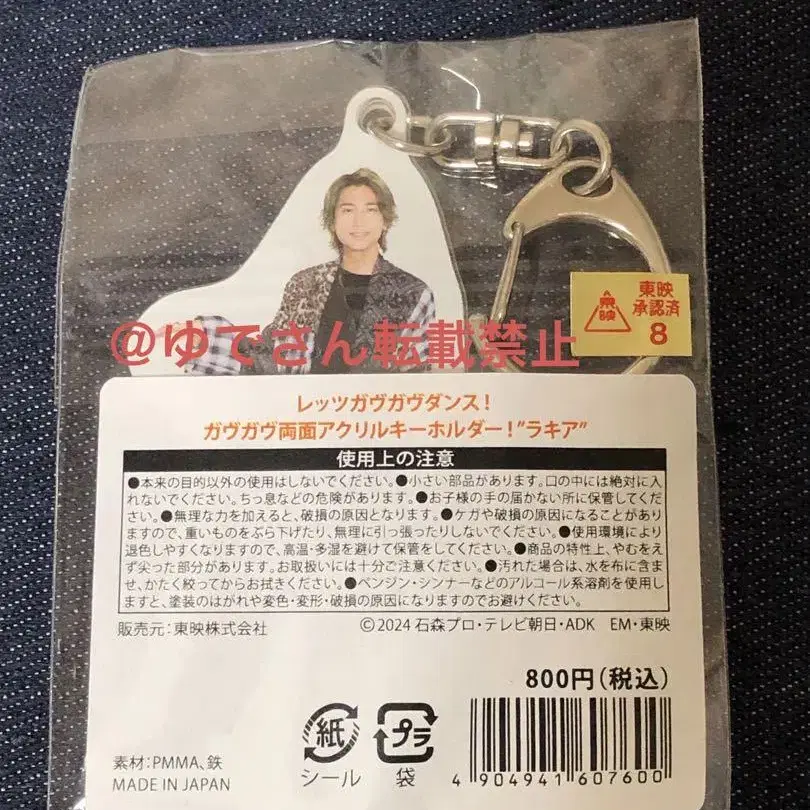 東映
東映
承認済
8
@ゆでさん転載禁止
レッツガヴガヴダンス!
ガヴガヴ両面アクリルキーホルダー!"ラキア"
使用上の注意
●本来の目的以外の使用はしないでください。●小さい部品があります。口の中には絶対に入
れないでください。ちっ息などの危険があります。●お子様の手の届かない所に保管してくだ
さい。●無理な力を加えると、破損の原因となります。●ケガや破損の原因になることがあり
ますので、重いものをぶら下げたり、無理に引っ張ったりしないでください。●使用環境により
退色しやすくなりますので、高温・多湿を避けて保管をしてください。●商品の特性上、やむをえ
ず尖った部分があります。お取扱いには十分ご注意ください。●汚れた場合は、水を布に含ま
せ、かたく絞ってからお拭きください。●ベンジン・シンナーなどのアルコール系溶剤を使用し
ますと、塗装のはがれや変色・変形・破損の原因になりますのでお避けください。
販売元:東映株式会社
©2024 石森プロ・テレビ朝日・ADK EM・東映
800円(税込)
紙
シール
プラ
袋
素材:PMMA、鉄
MADE IN JAPAN
4 904941 607600